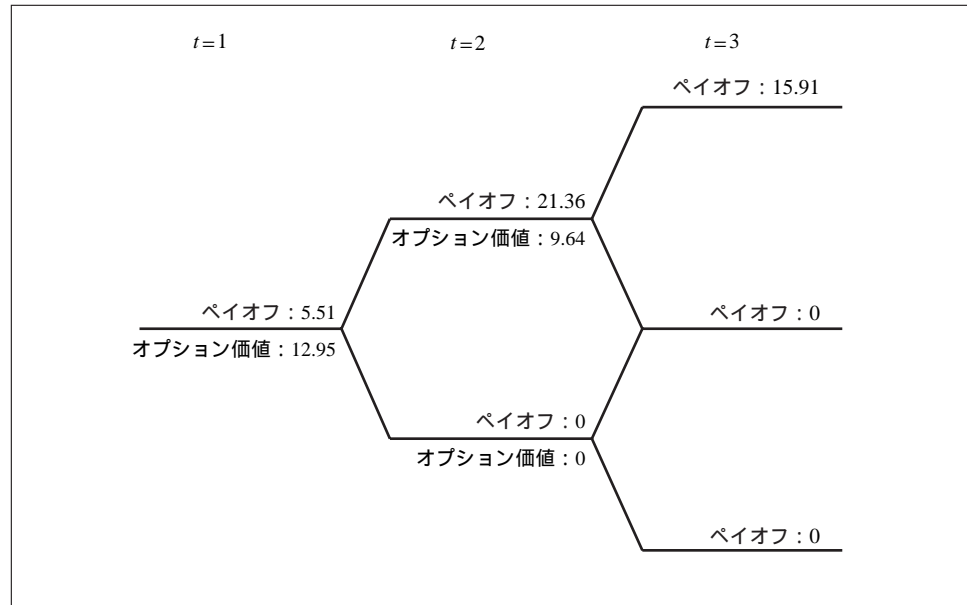 t=1 t=2 t=3
ペイオフ：15.91
ペイオフ：21.36
オプション価値：9.64
ペイオフ：5.51
ペイオフ：0
オプション価値：12.95
ペイオフ：0
オプション価値：0
ペイオフ：0